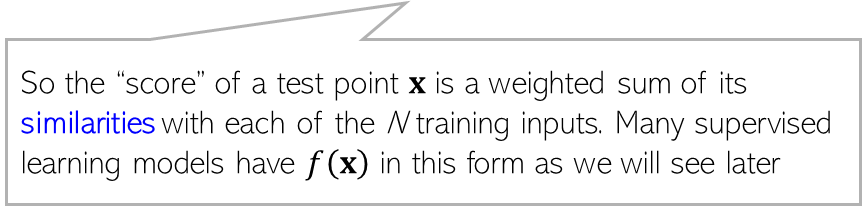 So the “score” of a test point x is a weighted sum of its
similarities with each of the N training inputs. Many supervised
learning models have f(x) in this form as we will see later